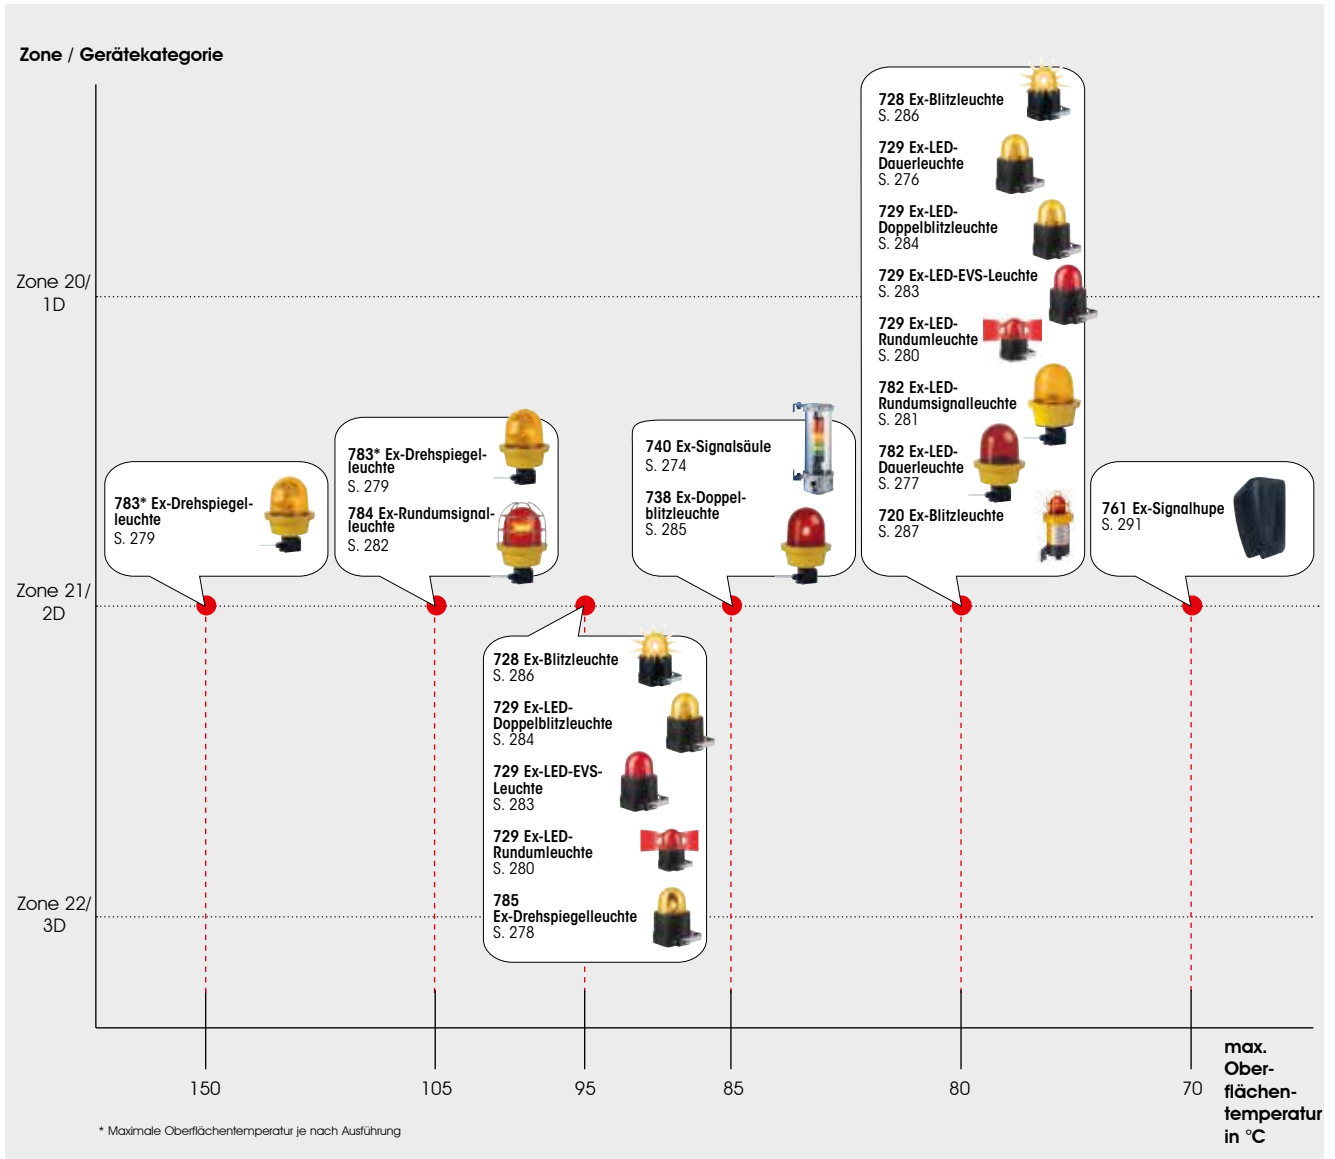 Zone / Gerätekategorie
728 Ex-Blitzleuchte
S. 286
729 Ex-LED-
Dauerleuchte
S. 276
729 Ex-LED-
Doppelblitzleuchte
S. 284
729 Ex-LED-EVS-Leuchte
S. 283
729 Ex-LED-
Rundumleuchte
S. 280
782 Ex-LED-
Rundumsignalleuchte
S. 281
782 Ex-LED-
Dauerleuchte
S. 277
720 Ex-Blitzleuchte
S. 287
Zone 20/
1D
783* Ex-Drehspiegel-
leuchte
S. 279
783* Ex-Drehspiegel-
leuchte
S. 279
784 Ex-Rundumsignal-
leuchte
S. 282
740 Ex-Signalsäule
S. 274
738 Ex-Doppel-
blitzleuchte
S. 285
761 Ex-Signalhupe
S. 291
Zone 21/
2D
728 Ex-Blitzleuchte
S. 286
729 Ex-LED-
Doppelblitzleuchte
S. 284
729 Ex-LED-EVS-
Leuchte
S. 283
729 Ex-LED-
Rundumleuchte
S. 280
785
Ex-Drehspiegelleuchte
S. 278
Zone 22/
3D
150
105
95
85
80
70
max.
Ober-
flächen-
temperatur
in °C
* Maximale Oberflächentemperatur je nach Ausführung